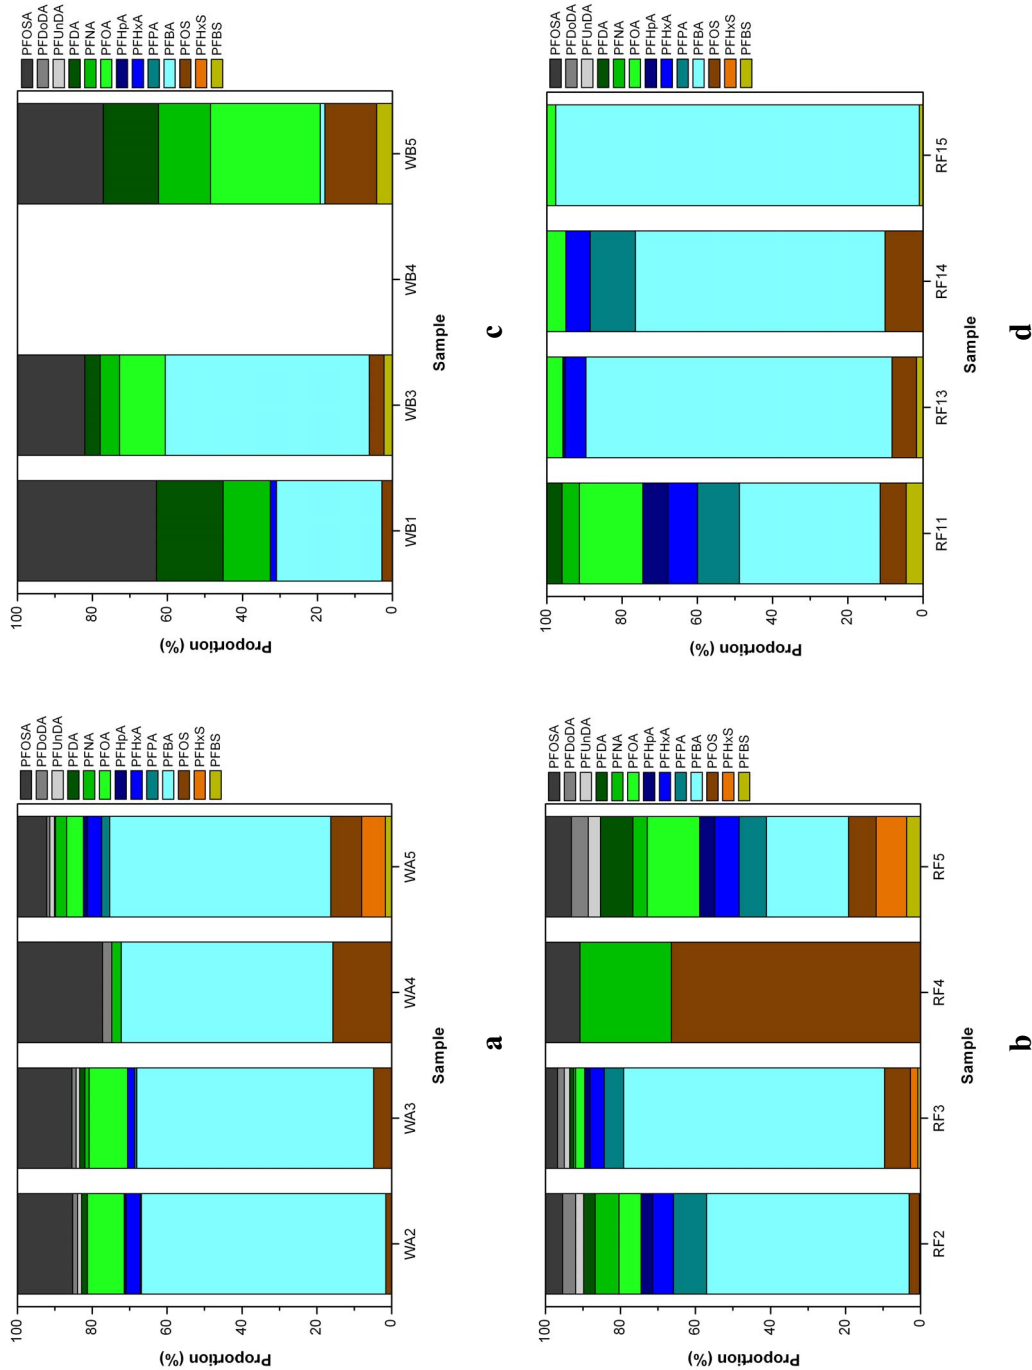 PFOSA
PFDoDA
PFUnDA
PFDA
PFNA
PFOA
PFHpA
PFHxA
PFPA
PFBA
PFOS
PFHxS
PFBS
100
80
60
40
20
0
Proportion (%)
WA2
WA3
WA4
WA5
Sample
a
PFOSA
PFDoDA
PFUnDA
PFDA
PFNA
PFOA
PFHpA
PFHxA
PFPA
PFBA
PFOS
PFHxS
PFBS
100
80
60
40
20
0
Proportion (%)
WB1
WB3
WB4
WB5
Sample
c
PFOSA
PFDoDA
PFUnDA
PFDA
PFNA
PFOA
PFHpA
PFHxA
PFPA
PFBA
PFOS
PFHxS
PFBS
100
80
60
40
20
0
Proportion (%)
RF2
RF3
RF4
RF5
Sample
b
PFOSA
PFDoDA
PFUnDA
PFDA
PFNA
PFOA
PFHpA
PFHxA
PFPA
PFBA
PFOS
PFHxS
PFBS
100
80
60
40
20
0
Proportion (%)
RF11
RF13
RF14
RF15
Sample
d